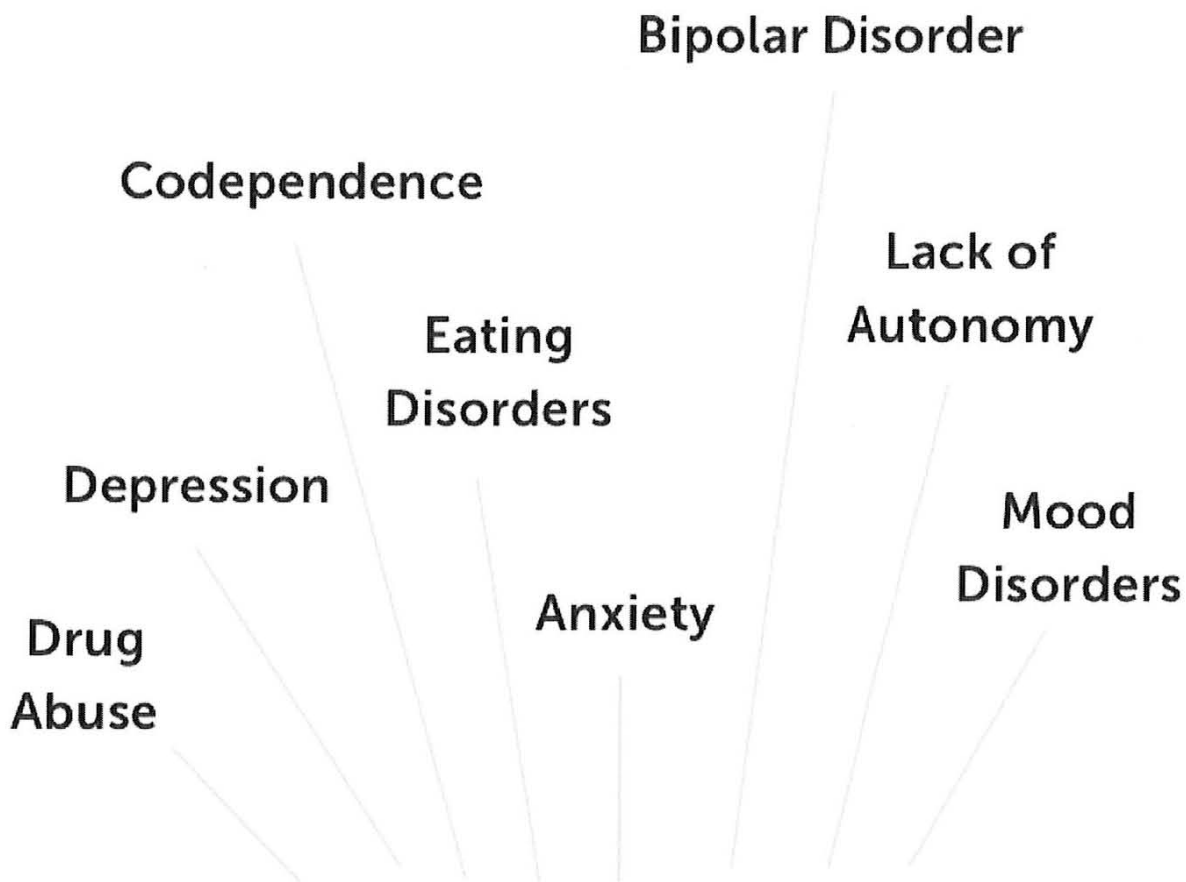 Bipolar Disorder
Codependence
Lack of
Autonomy
Eating
Disorders
Depression
Mood
Disorders
Anxiety
Drug
Abuse